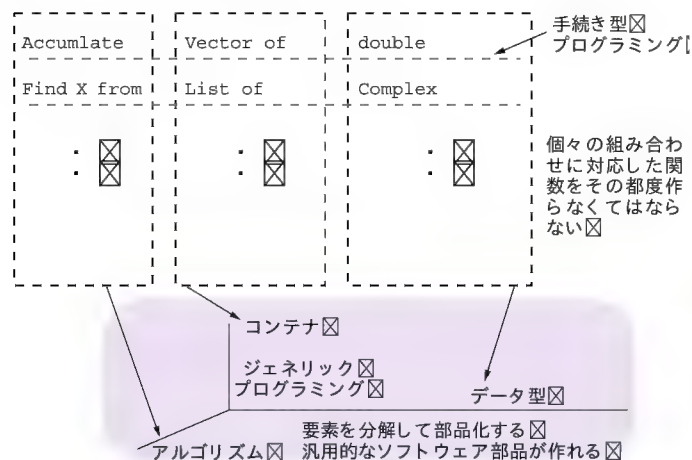 Accumlate Vector of double
手続き型
プログラミング
Find X from List of Complex
: : :
個々の組み合わ
せに対応した関
数をその都度作
らなくてはなら
ない
コンテナ
ジェネリック
プログラミング
データ型
アルゴリズム
要素を分解して部品化する
汎用的なソフトウェア部品が作れる